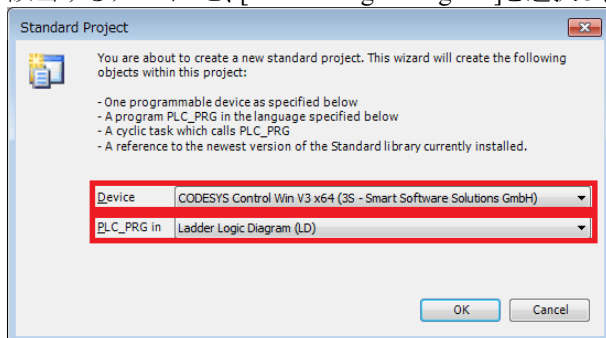 Standard Project
You are about to create a new standard project. This wizard will create the following
objects within this project:
- One programmable device as specified below
- A program PLC_PRG in the language specified below
- A cyclic task which calls PLC_PRG
- A reference to the newest version of the Standard library currently installed.
Device CODESYS Control Win V3 x64 (3S - Smart Software Solutions GmbH)
PLC_PRG in Ladder Logic Diagram (LD)
OK Cancel